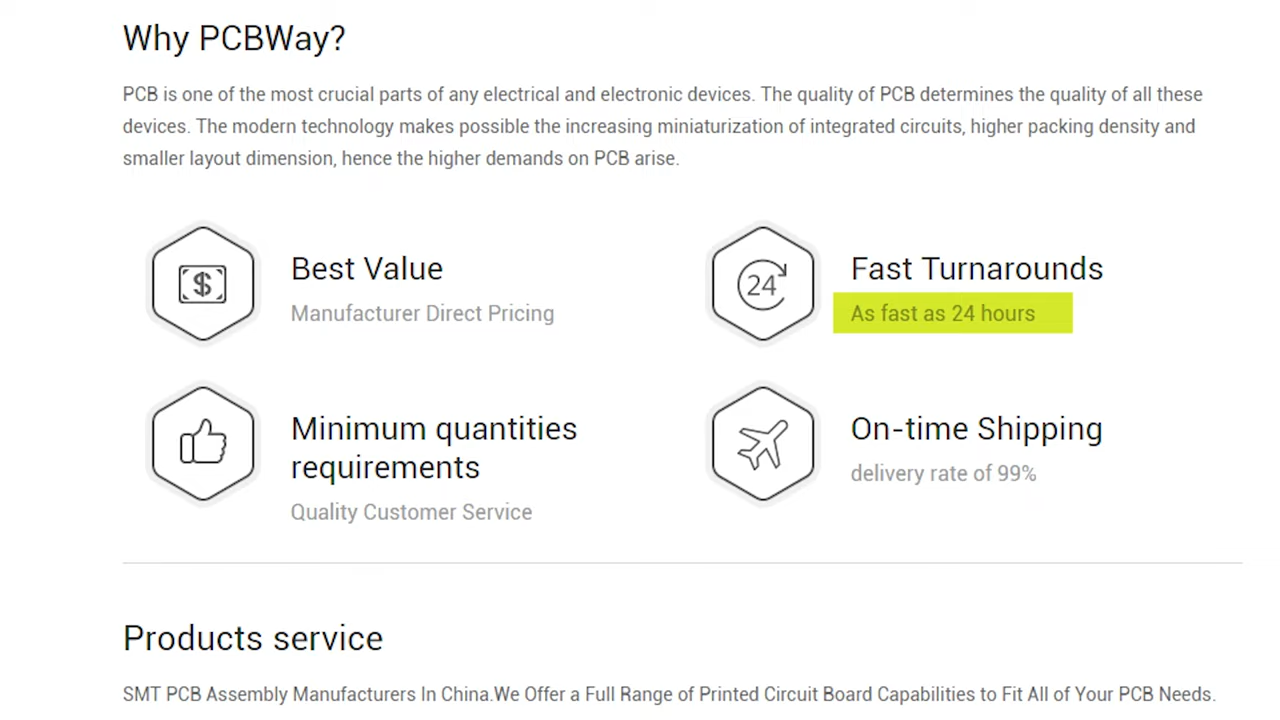 Why PCBWay?
PCB is one of the most crucial parts of any electrical and electronic devices. The quality of PCB determines the quality of all these
devices. The modern technology makes possible the increasing miniaturization of integrated circuits, higher packing density and
smaller layout dimension, hence the higher demands on PCB arise.
$
Best Value
Manufacturer Direct Pricing
24
Fast Turnarounds
As fast as 24 hours
Minimum quantities
requirements
Quality Customer Service
On-time Shipping
delivery rate of 99%
Products service
SMT PCB Assembly Manufacturers In China.We Offer a Full Range of Printed Circuit Board Capabilities to Fit All of Your PCB Needs.